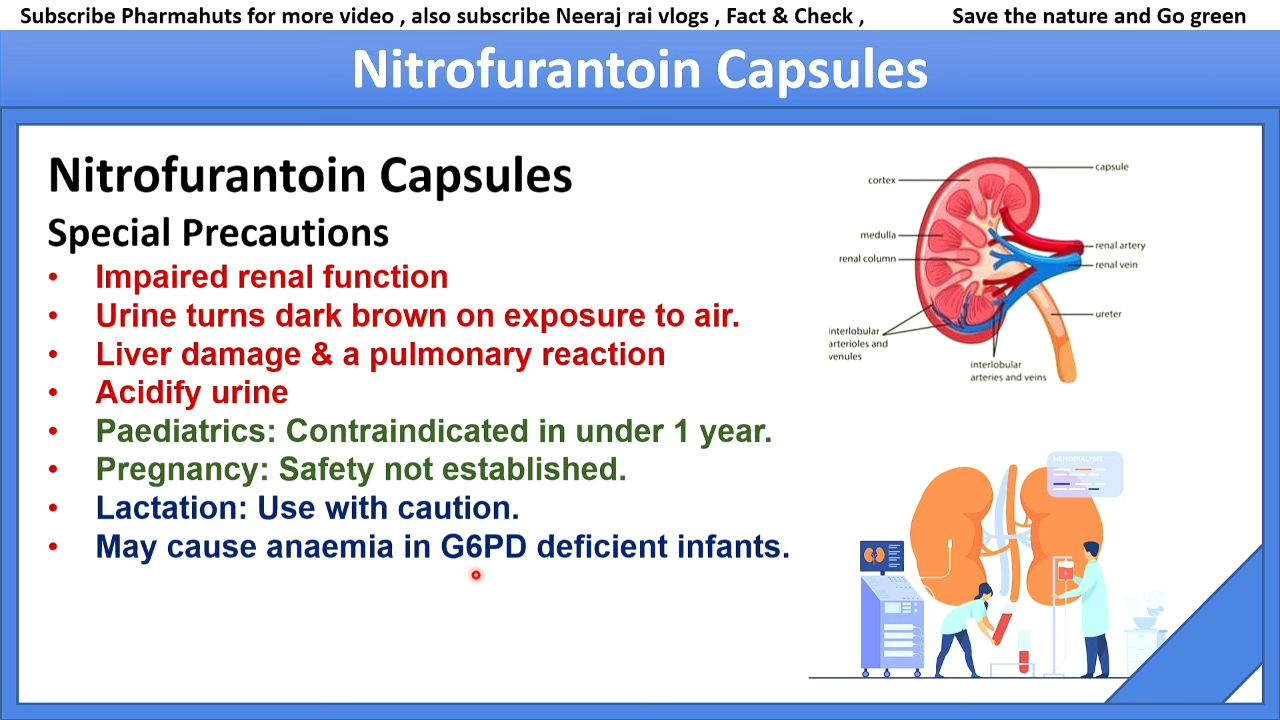 Subscribe Pharmahuts for more video , also subscribe Neeraj rai vlogs , Fact & Check , Save the nature and Go green
Nitrofurantoin Capsules
Nitrofurantoin Capsules
Special Precautions
• Impaired renal function
• Urine turns dark brown on exposure to air.
• Liver damage & a pulmonary reaction
• Acidify urine
• Paediatrics: Contraindicated in under 1 year.
• Pregnancy: Safety not established.
• Lactation: Use with caution.
• May cause anaemia in G6PD deficient infants.
capsule
cortex
medulla
renal artery
renal column
renal vein
ureter
interlobular
arterioles and
venules
interlobular
arteries and veins
HEMODIALYSIS